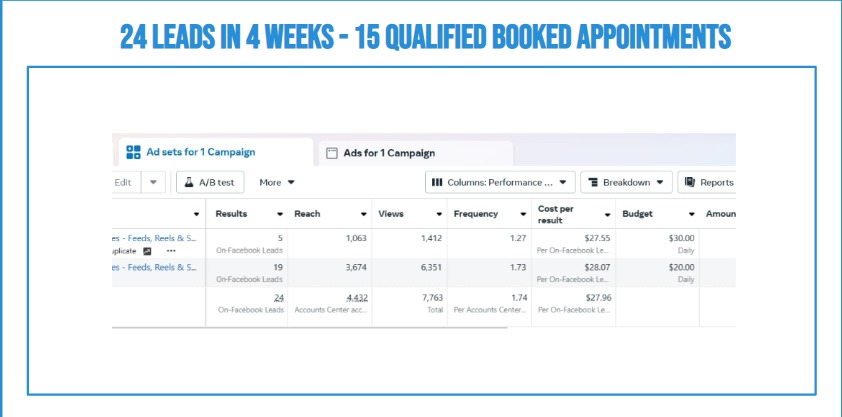 24 LEADS IN 4 WEEKS - 15 QUALIFIED BOOKED APPOINTMENTS
Ad sets for 1 Campaign Ads for 1 Campaign
Edit A/B test More Columns: Performance ... Breakdown Reports
Results Reach Views Frequency Cost per result Budget Amoun
es - Feeds, Reels & S... 5 1,063 1,412 1.27 $27.55 $30.00
uplicate ... On-Facebook Leads Per On-Facebook Le... Daily
es - Feeds, Reels & S... 19 3,674 6,351 1.73 $28.07 $20.00
On-Facebook Leads Per On-Facebook Le... Daily
24 4,432 7,763 1.74 $27.96
On-Facebook Leads Accounts Center acc... Total Per Accounts Center... Per On-Facebook Le...